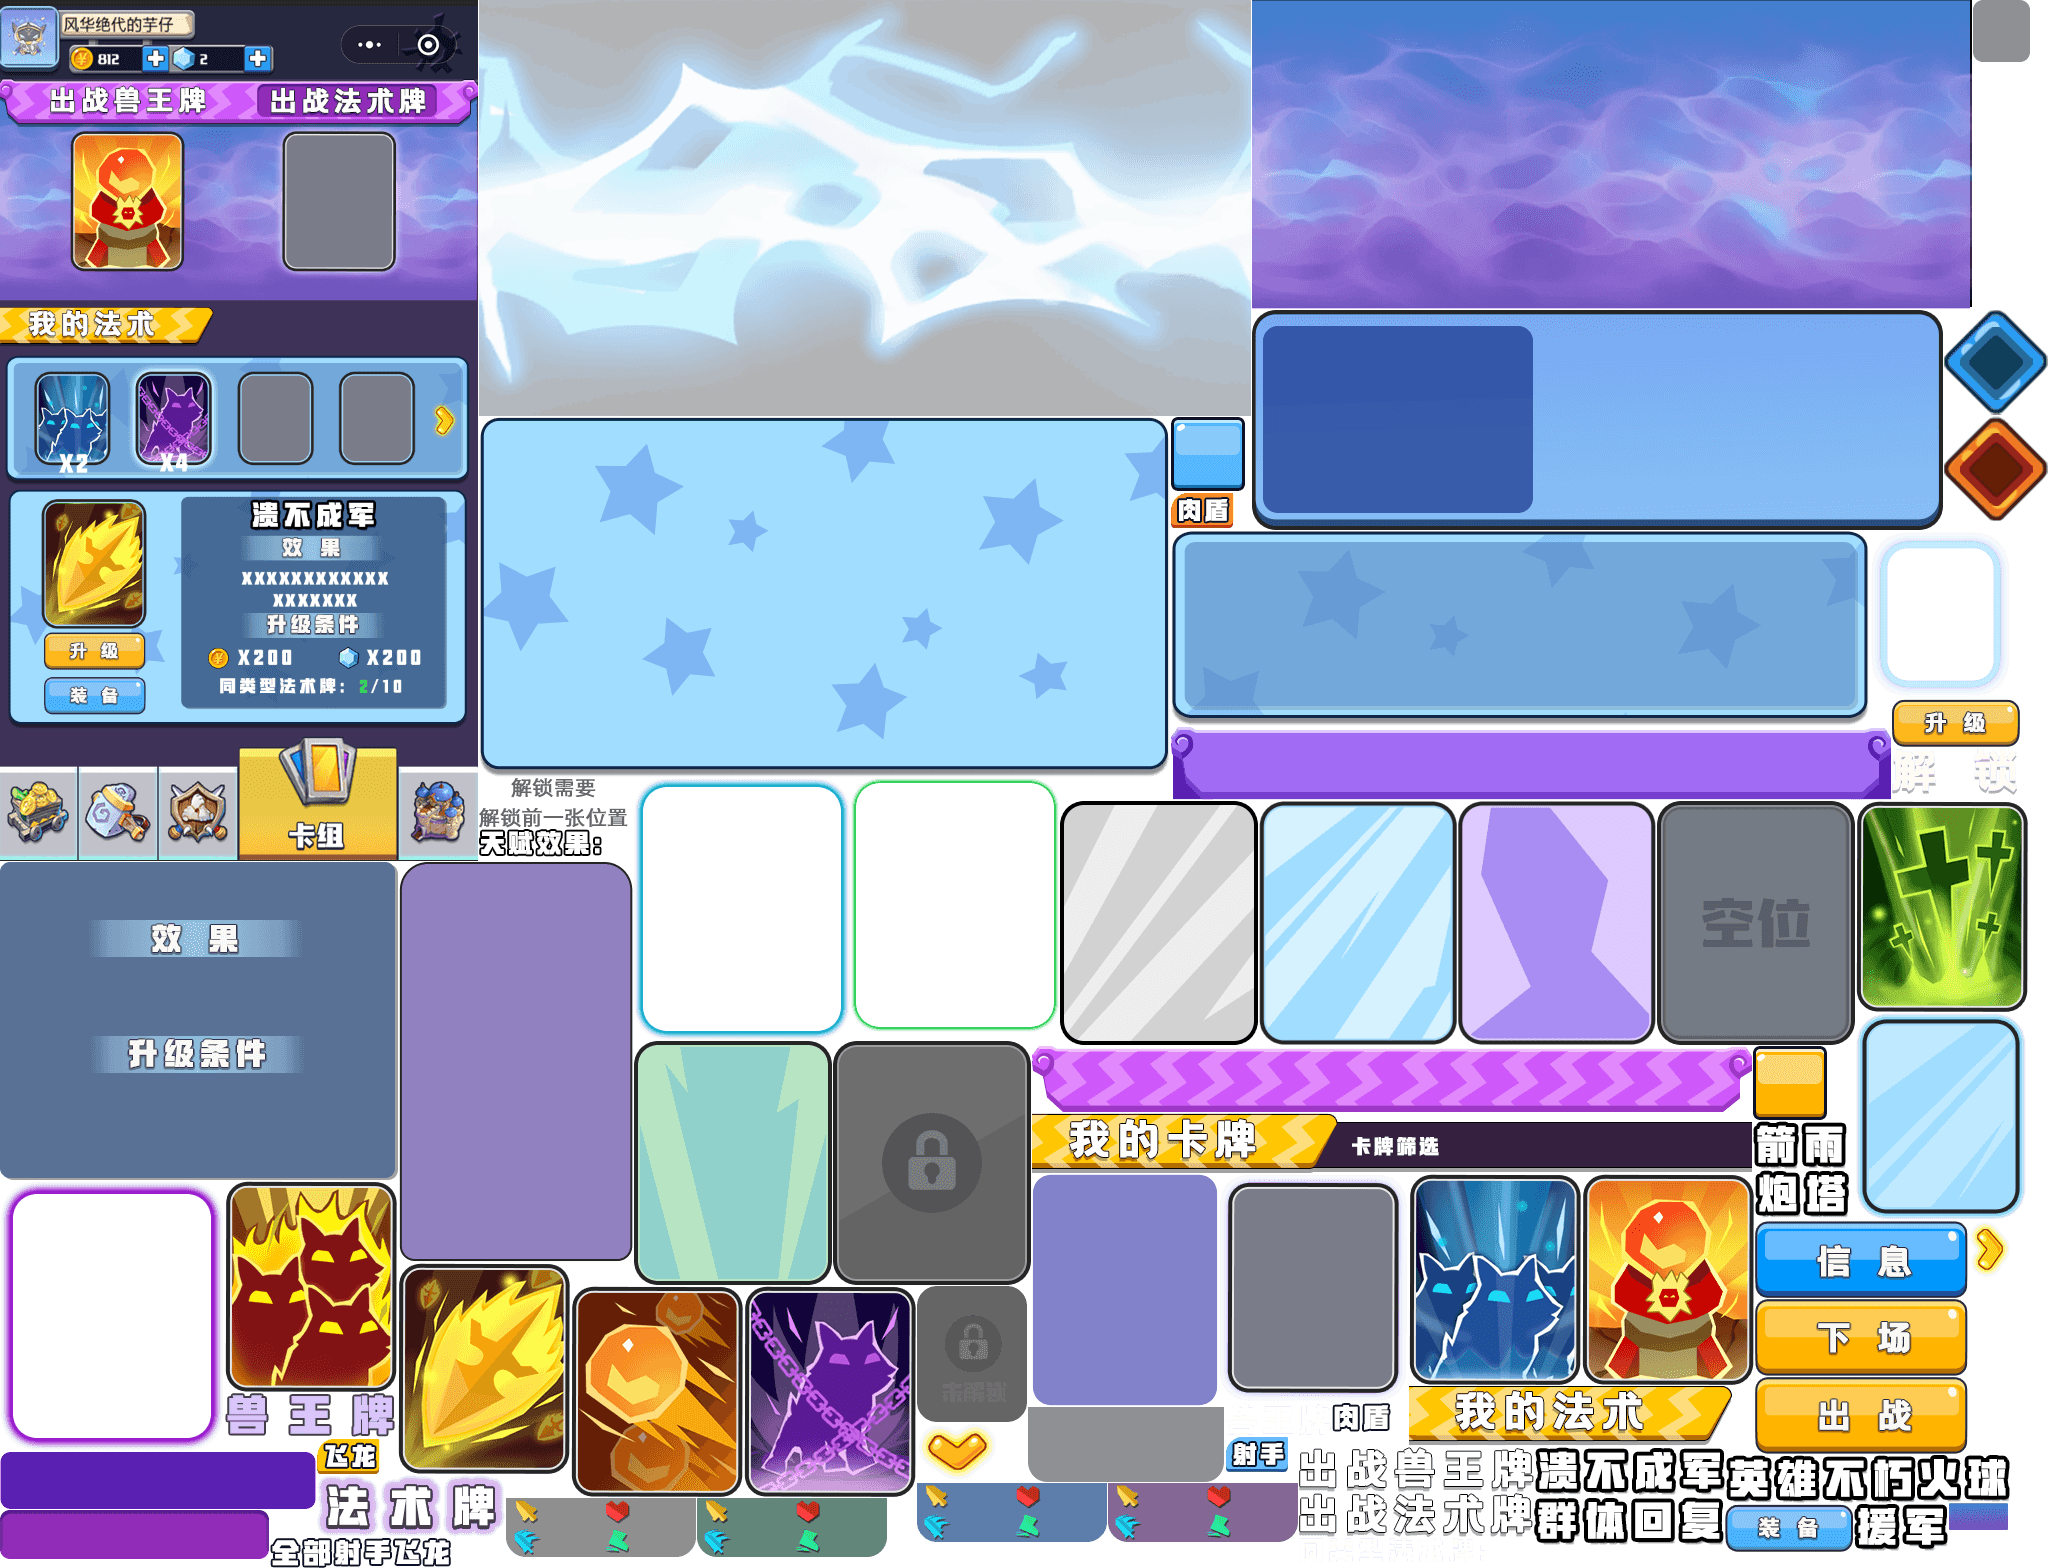 风华绝代的芋仔
812
2
出战兽王牌
出战法术牌
我的法术
X2
X4
溃不成军
效 果
XXXXXXXXXXXX
XXXXXXX
升级条件
X200
X200
同类型法术牌：2/10
升 级
装 备
卡组
肉盾
升 级
解 锁
解锁需要
解锁前一张位置
天赋效果:
空位
效 果
升级条件
我的卡牌
卡牌筛选
箭雨
炮塔
信 息
下 场
出 战
兽王牌
飞龙
法术牌
全部射手飞龙
未解锁
肉盾
射手
我的法术
出战兽王牌
出战法术牌
溃不成军
群体回复
英雄不朽火球
装 备
援军